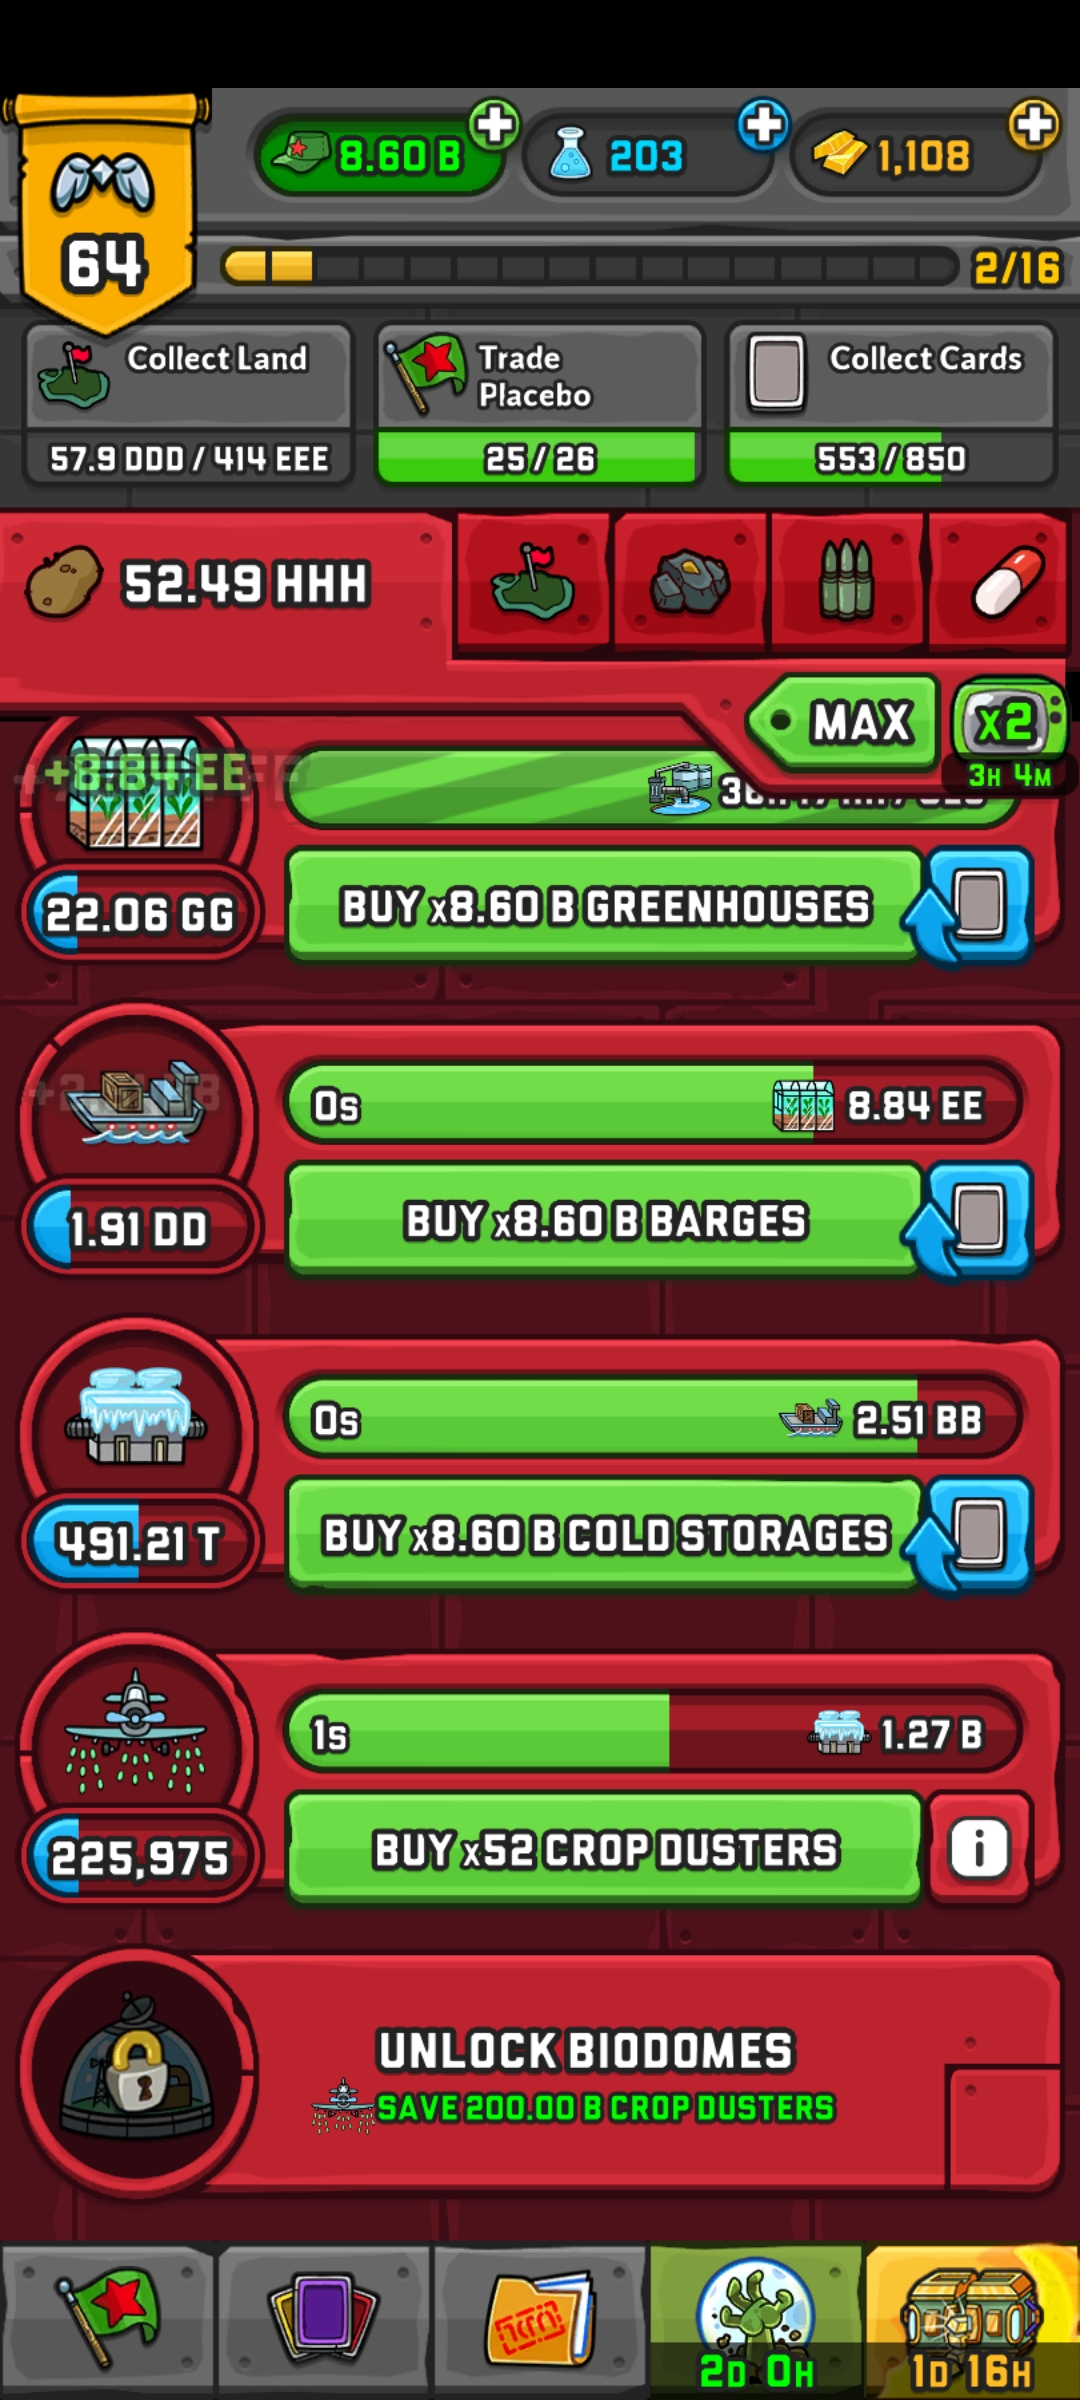 8.60 B
203
1,108
64
2/16
Collect Land
57.9 DDD / 414 EEE
Trade
Placebo
25 / 26
Collect Cards
553 / 850
52.49 HHH
MAX
X2
3H 4M
+8.84 EE
22.06 GG
BUY x8.60 B GREENHOUSES
0s
8.84 EE
1.91 DD
BUY x8.60 B BARGES
0s
2.51 BB
491.21 T
BUY x8.60 B COLD STORAGES
1s
1.27 B
225,975
BUY x52 CROP DUSTERS
i
UNLOCK BIODOMES
SAVE 200.00 B CROP DUSTERS
2D 0H
1D 16H